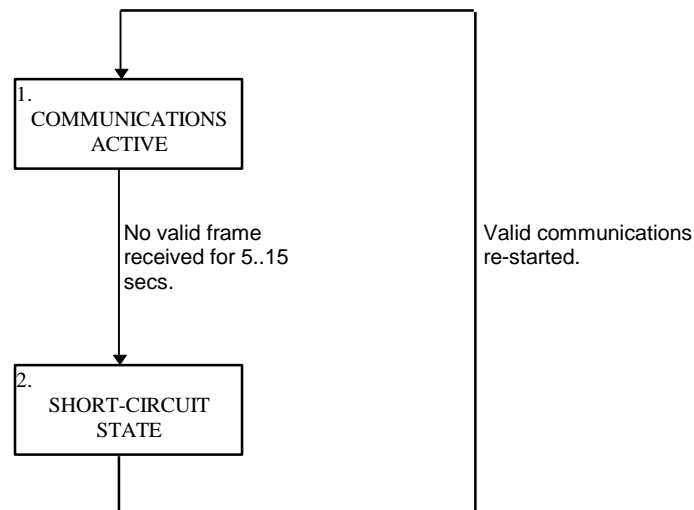 1.
COMMUNICATIONS
ACTIVE
No valid frame
received for 5..15
secs.
Valid communications
re-started.
2.
SHORT-CIRCUIT
STATE